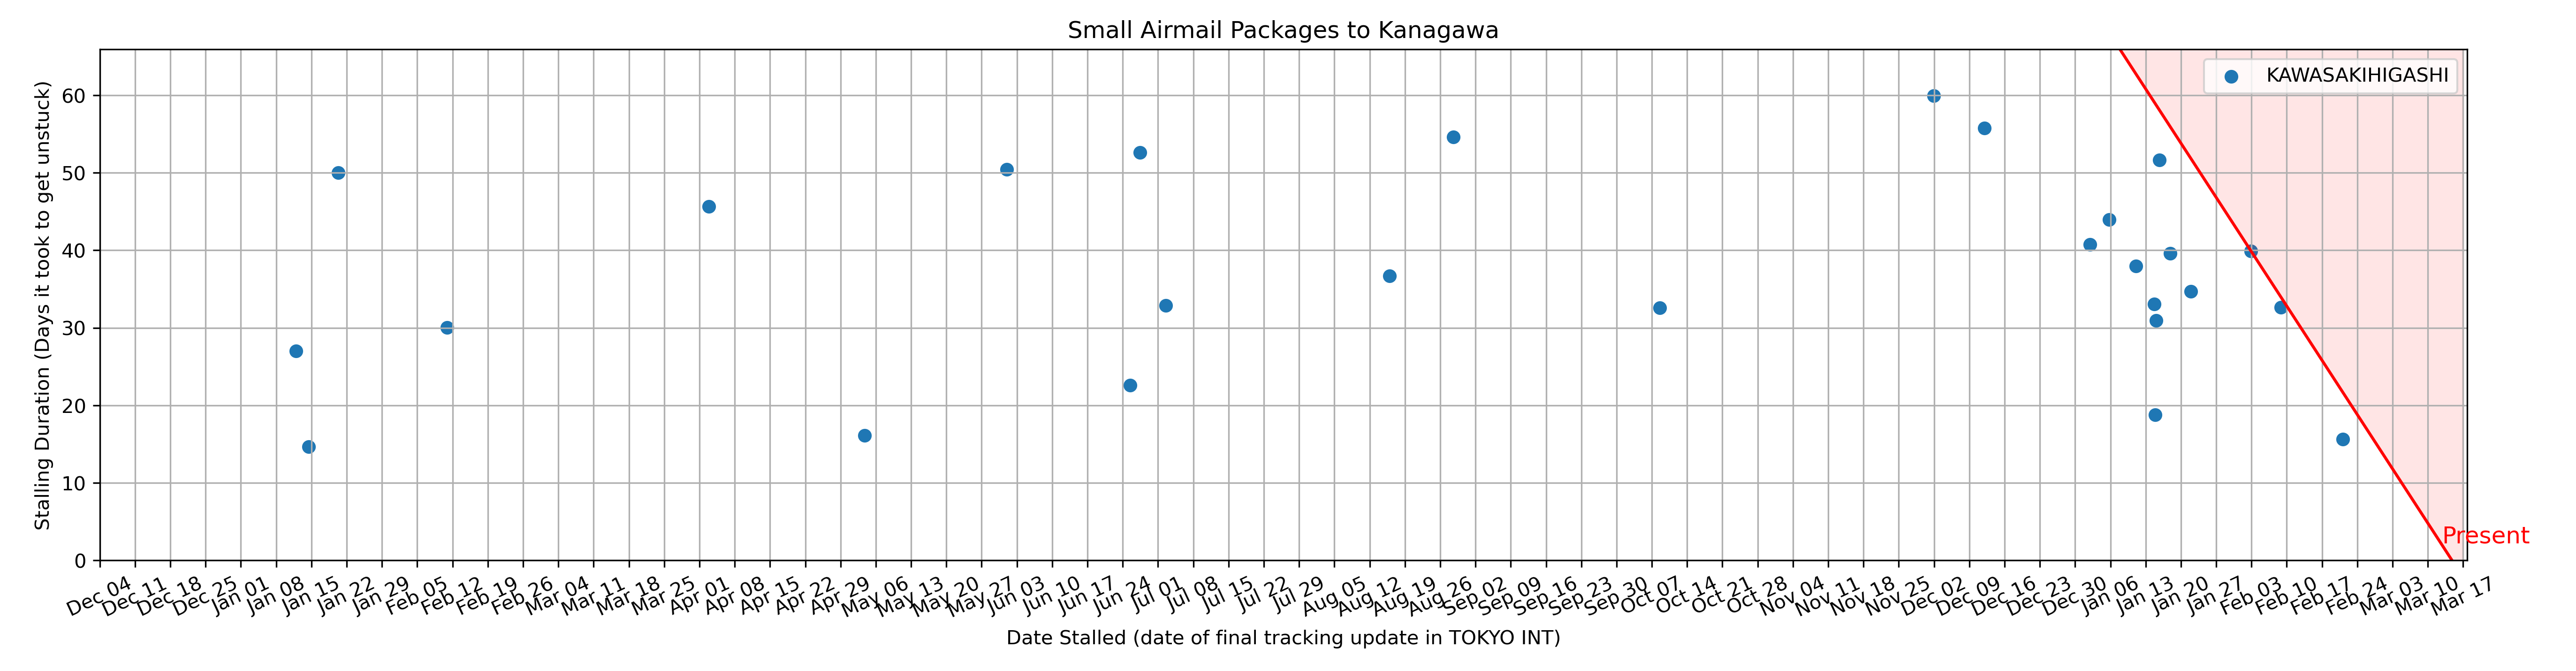 Small Airmail Packages to Kanagawa
KAWASAKIHIGASHI
Stalling Duration (Days it took to get unstuck)
60
50
40
30
20
10
0
Present
Dec 04
Dec 11
Dec 18
Dec 25
Jan 01
Jan 08
Jan 15
Jan 22
Jan 29
Feb 05
Feb 12
Feb 19
Feb 26
Mar 04
Mar 11
Mar 18
Mar 25
Apr 01
Apr 08
Apr 15
Apr 22
Apr 29
May 06
May 13
May 20
May 27
Jun 03
Jun 10
Jun 17
Jun 24
Jul 01
Jul 08
Jul 15
Jul 22
Jul 29
Aug 05
Aug 12
Aug 19
Aug 26
Sep 02
Sep 09
Sep 16
Sep 23
Sep 30
Oct 07
Oct 14
Oct 21
Oct 28
Nov 04
Nov 11
Nov 18
Nov 25
Dec 02
Dec 09
Dec 16
Dec 23
Dec 30
Jan 06
Jan 13
Jan 20
Jan 27
Feb 03
Feb 10
Feb 17
Feb 24
Mar 03
Mar 10
Mar 17
Date Stalled (date of final tracking update in TOKYO INT)